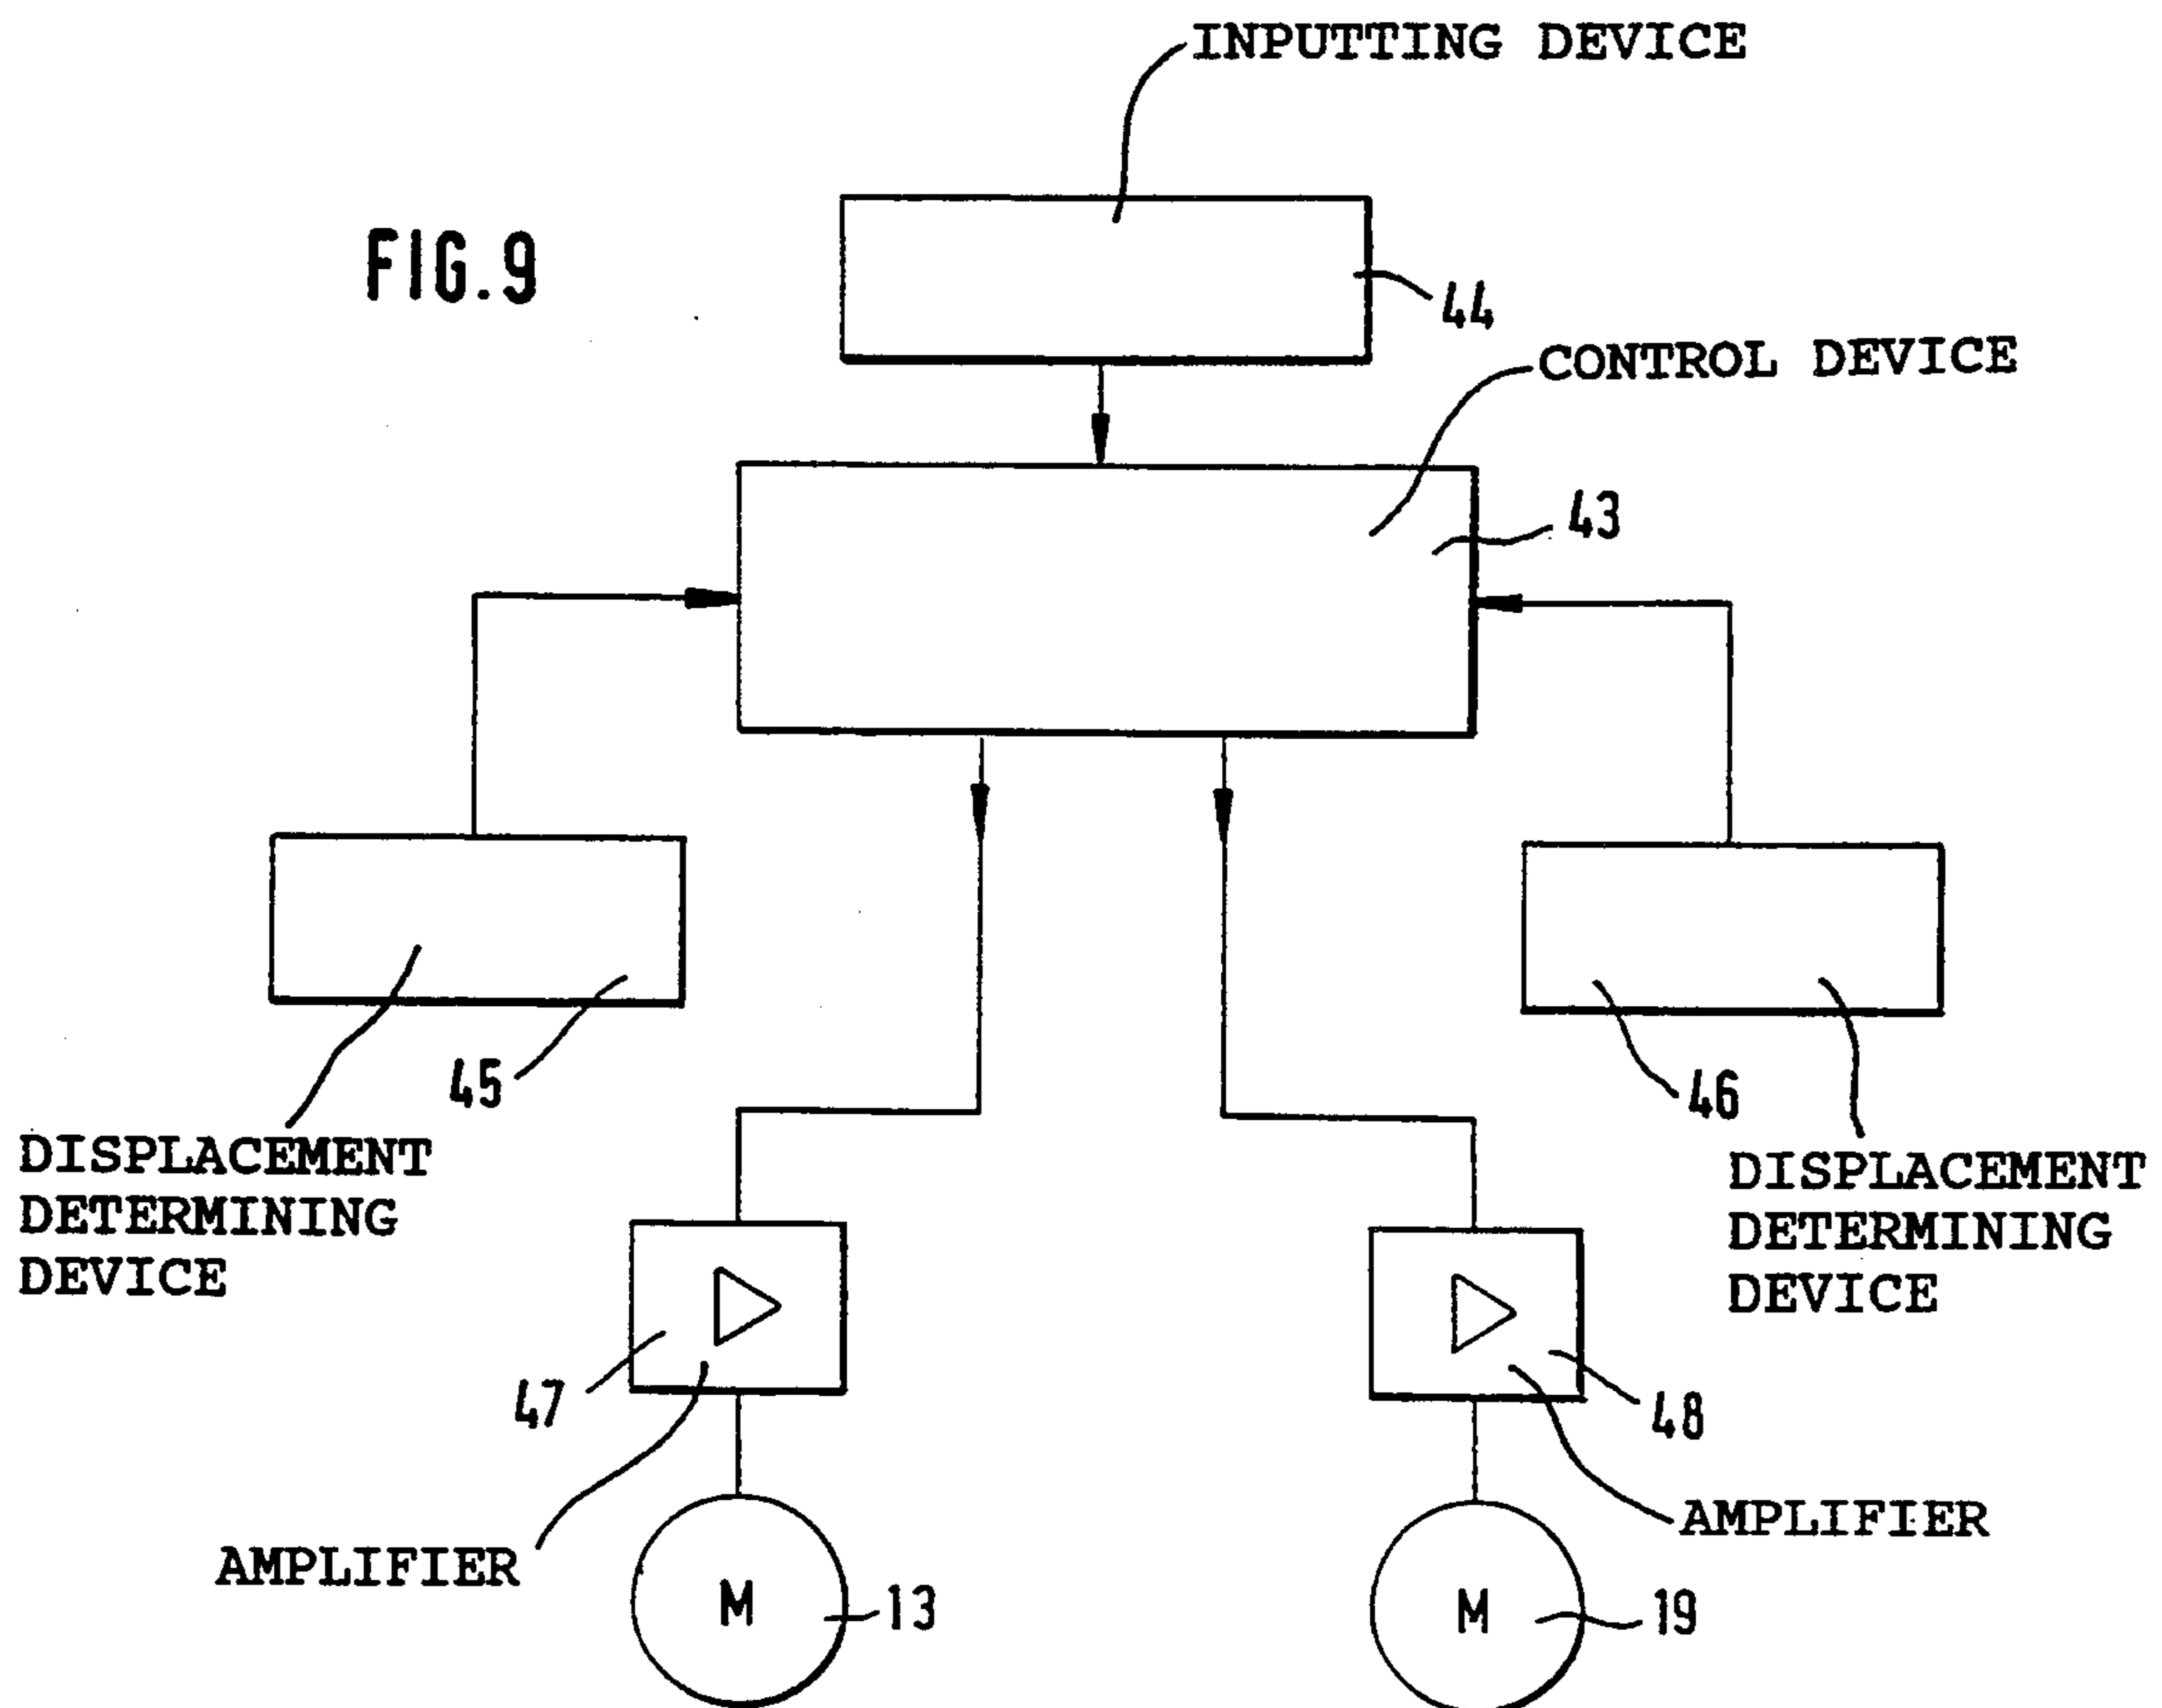 INPUTTING DEVICE
FIG.9
44
CONTROL DEVICE
43
45
46
DISPLACEMENT
DETERMINING
DEVICE
DISPLACEMENT
DETERMINING
DEVICE
47
48
AMPLIFIER
AMPLIFIER
M
13
M
19